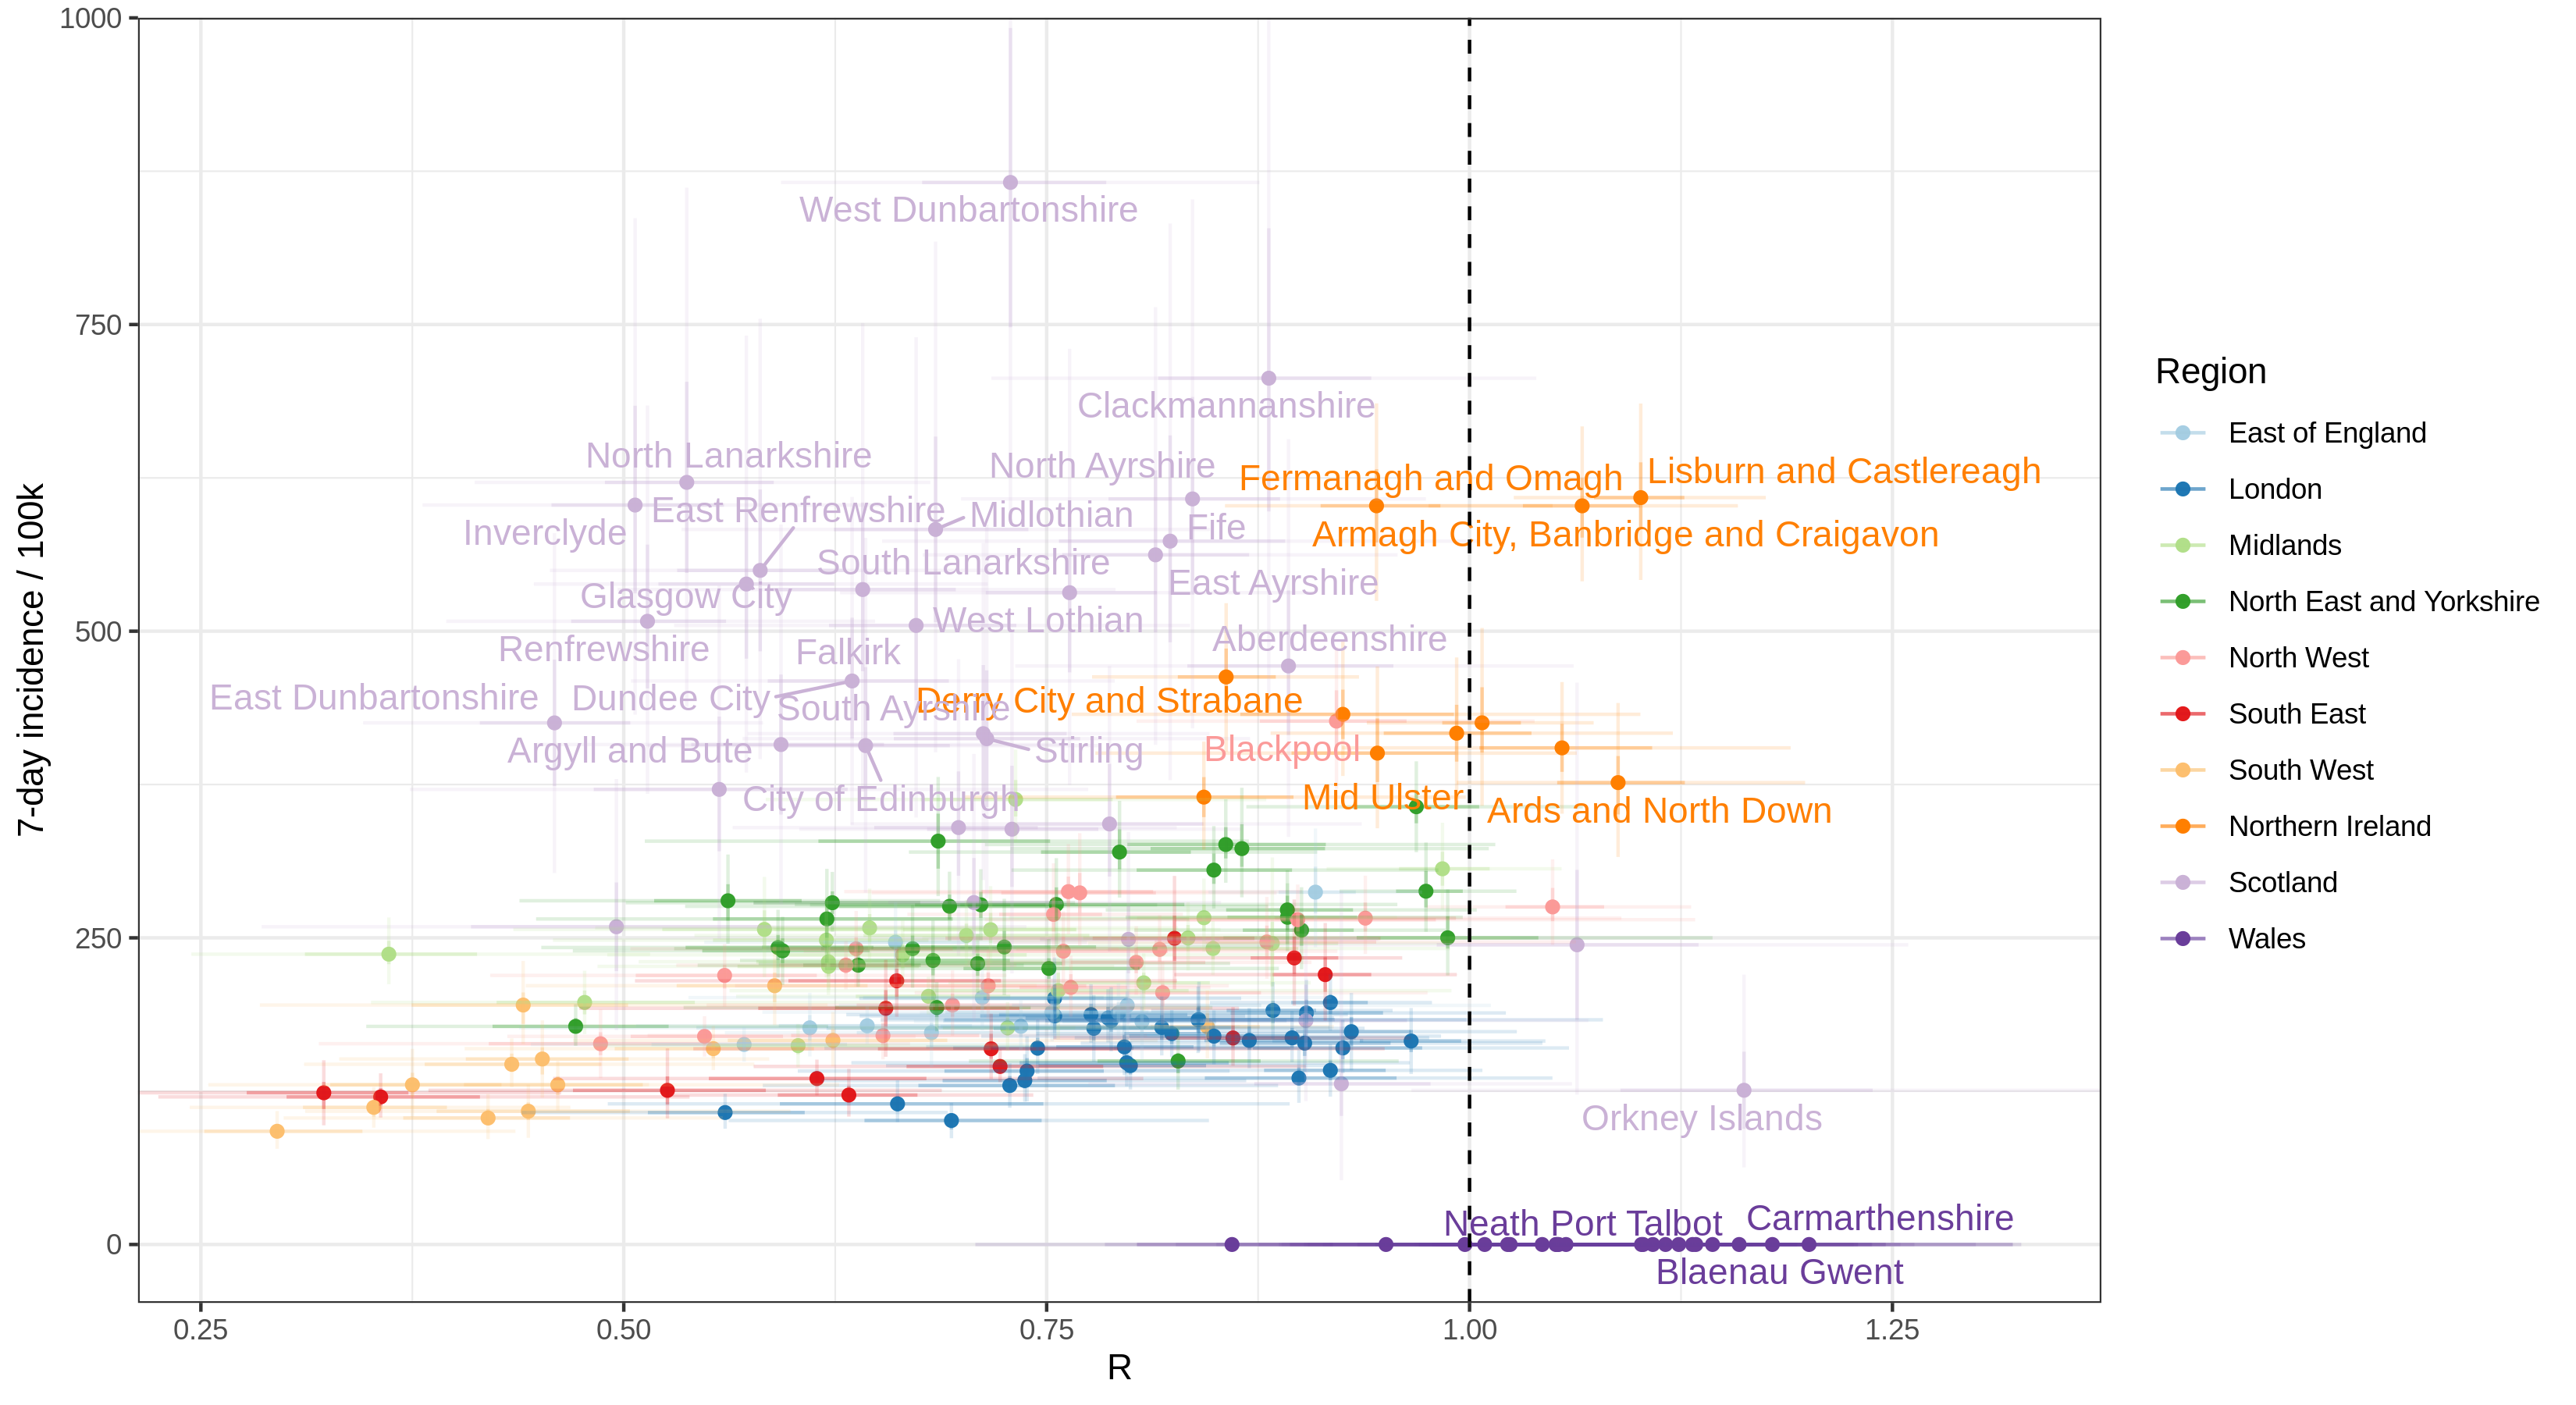 1000
750
500
250
0
7-day incidence / 100k
West Dunbartonshire
Clackmannanshire
North Lanarkshire
North Ayrshire
Fermanagh and Omagh
Lisburn and Castlereagh
East Renfrewshire
Midlothian
Inverclyde
Fife
Armagh City, Banbridge and Craigavon
South Lanarkshire
Glasgow City
East Ayrshire
West Lothian
Renfrewshire
Falkirk
Aberdeenshire
East Dunbartonshire
Dundee City
South Ayrshire
Derry City and Strabane
Argyll and Bute
Stirling
Blackpool
City of Edinburgh
Mid Ulster
Ards and North Down
Orkney Islands
Neath Port Talbot
Carmarthenshire
Blaenau Gwent
0.25
0.50
0.75
1.00
1.25
R
Region
East of England
London
Midlands
North East and Yorkshire
North West
South East
South West
Northern Ireland
Scotland
Wales